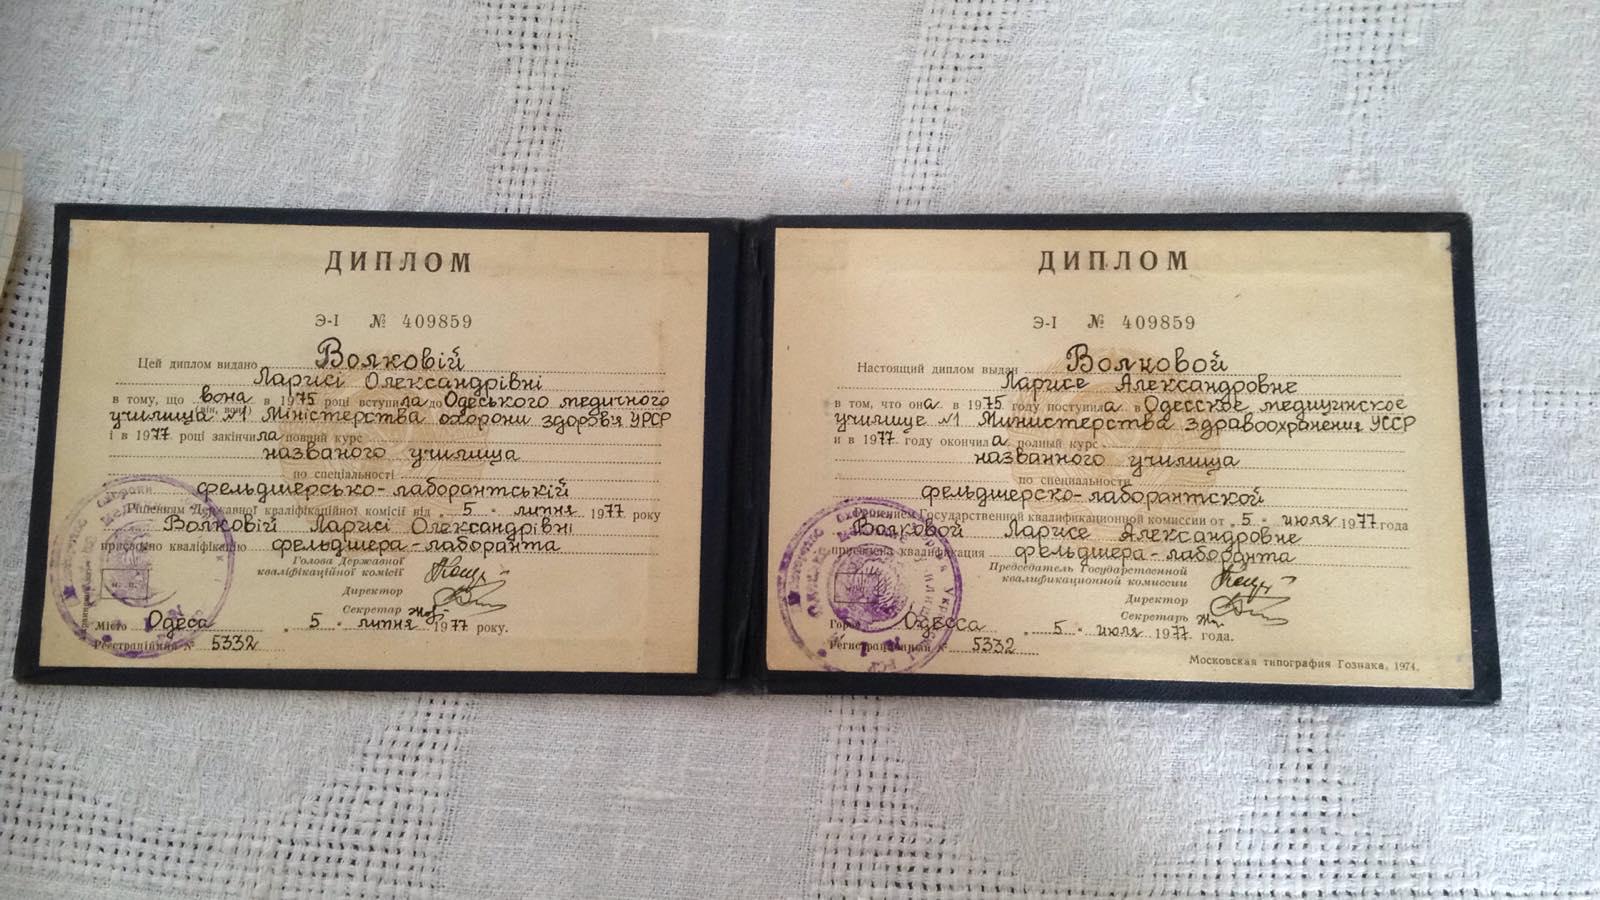 ДИПЛОМ
Э-I № 409859
Цей диплом видано Волковій
Ларисі Олександрівні
в тому, що вона в 1975 році вступила до Одеського медичного
(він, вона)
училища №1 Міністерства охорони здоров'я УРСР
і в 1977 році закінчила повний курс
названого училища
по спеціальності
фельдшерсько-лаборантській
Рішенням Державної кваліфікаційної комісії від "5" липня 1977 року
Волковій Ларисі Олександрівні
присвоєно кваліфікацію фельдшера-лаборанта
Голова Державної
кваліфікаційної комісії
Директор
Секретар
Місто Одеса "5" липня 1977 року.
Реєстраційний № 5332
ДИПЛОМ
Э-I № 409859
Настоящий диплом выдан Волковой
Ларисе Александровне
в том, что она в 1975 году поступила в Одесское медицинское
училище №1 Министерства здравоохранения УССР
и в 1977 году окончила полный курс
названного училища
по специальности
фельдшерско-лаборантской
Решением Государственной квалификационной комиссии от "5" июля 1977 года
Волковой Ларисе Александровне
присвоена квалификация фельдшера-лаборанта
Председатель Государственной
квалификационной комиссии
Директор
Секретарь
Город Одесса "5" июля 1977 года.
Регистрационный № 5332
Московская типография Гознака, 1974.